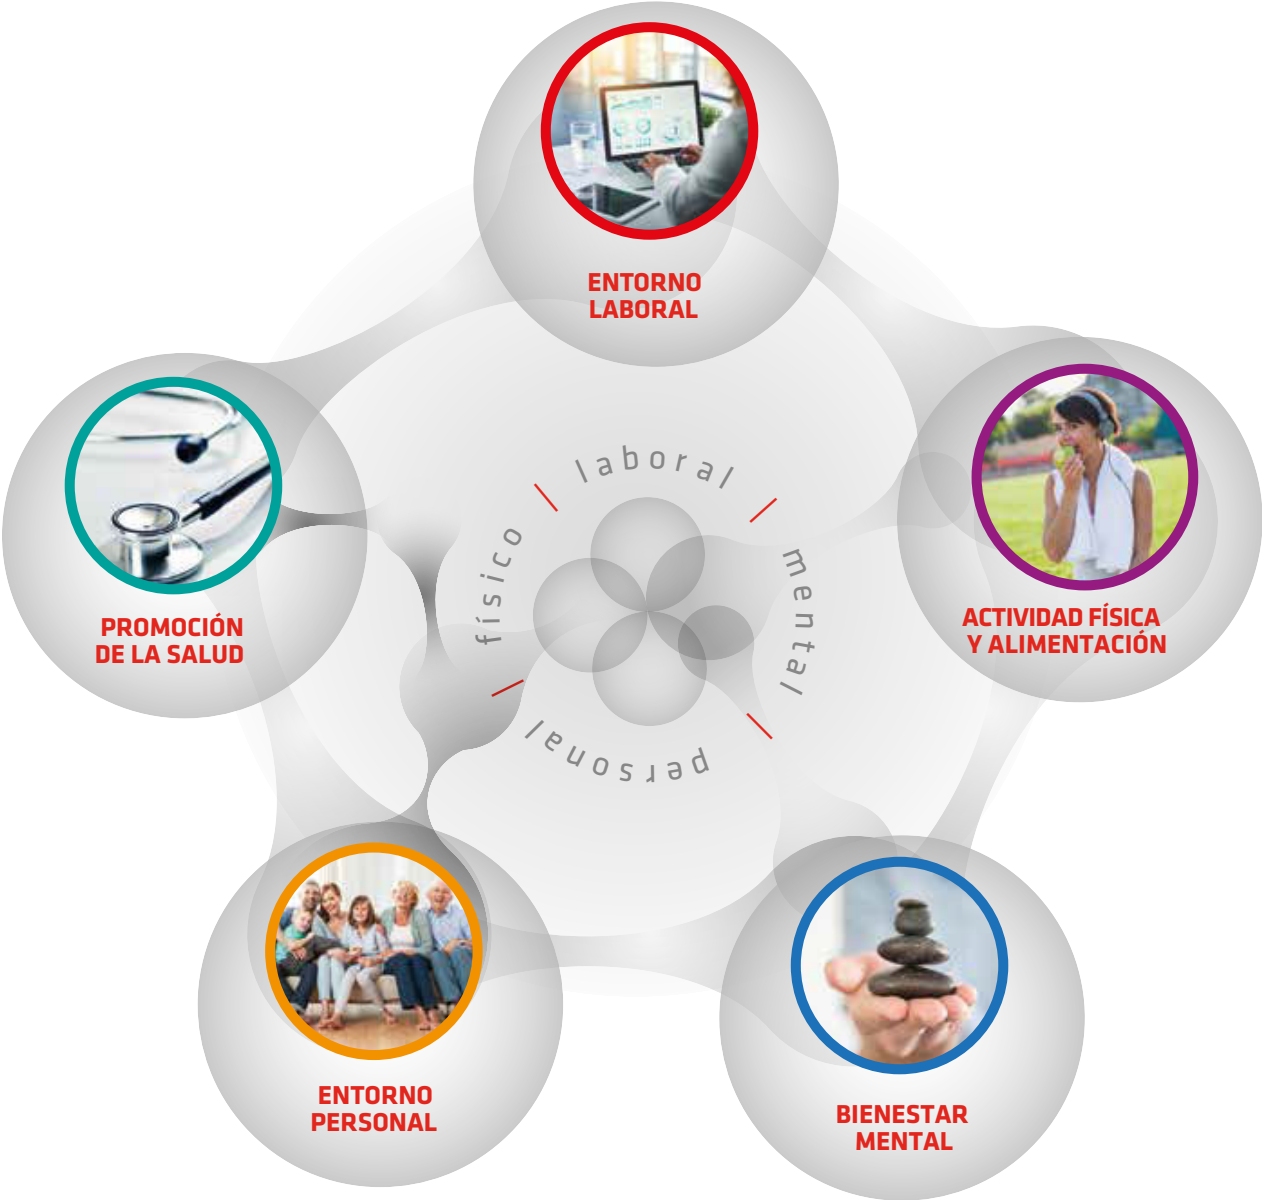 ENTORNO
LABORAL
PROMOCIÓN
DE LA SALUD
ACTIVIDAD FÍSICA
Y ALIMENTACIÓN
laboral
mental
personal
físico
ENTORNO
PERSONAL
BIENESTAR
MENTAL